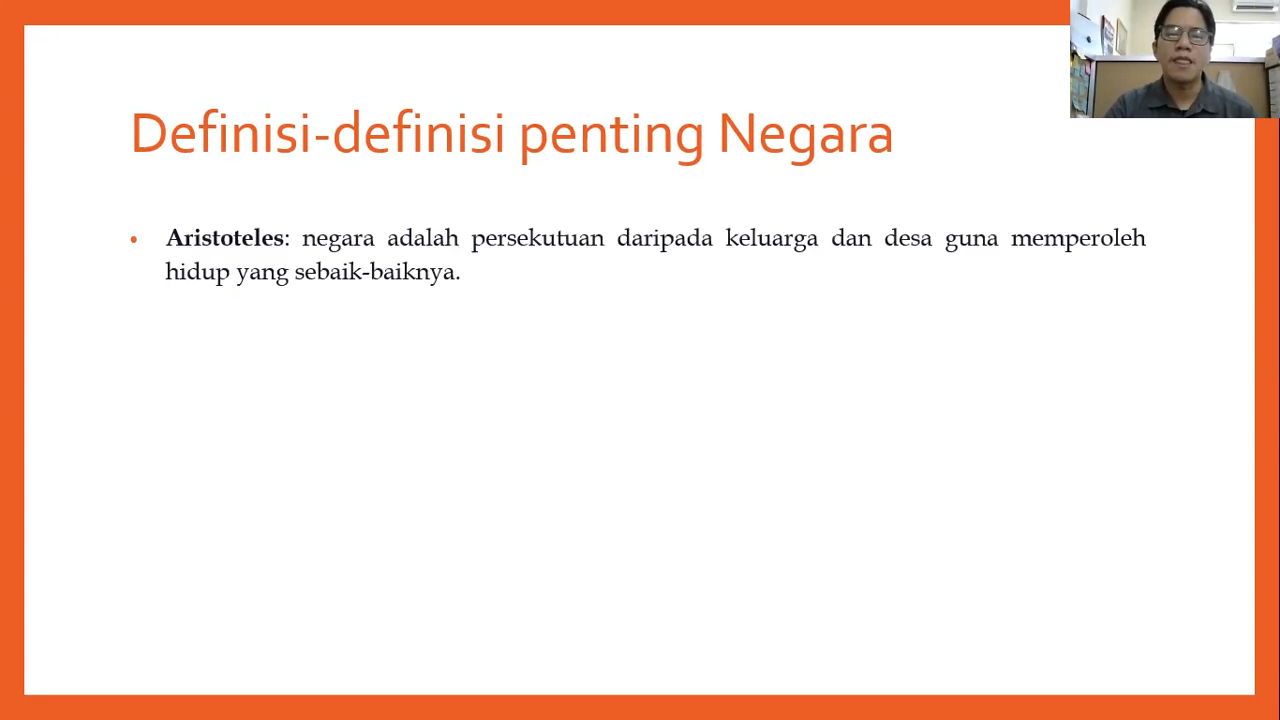 Definisi-definisi penting Negara
• Aristoteles: negara adalah persekutuan daripada keluarga dan desa guna memperoleh
hidup yang sebaik-baiknya.